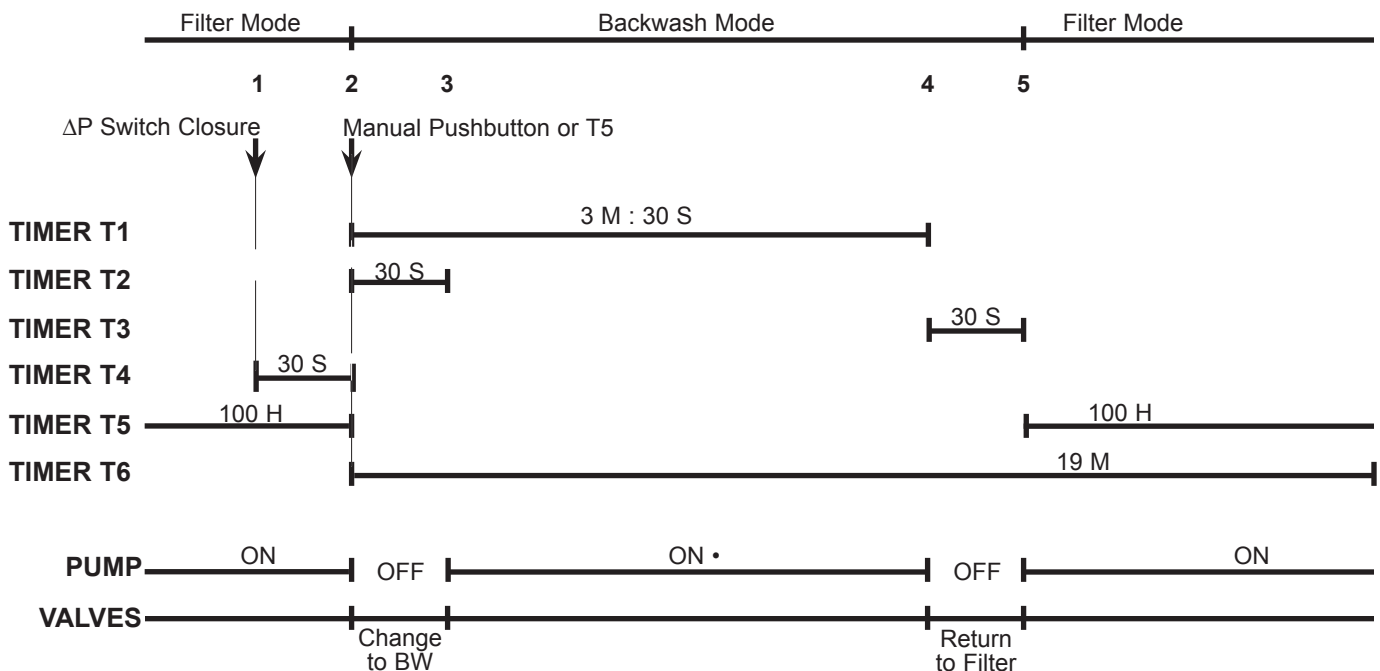 Filter Mode Backwash Mode Filter Mode
1 2 3 4 5
ΔP Switch Closure Manual Pushbutton or T5
TIMER T1 3 M : 30 S
TIMER T2 30 S
TIMER T3 30 S
TIMER T4 30 S
TIMER T5 100 H 100 H
TIMER T6 19 M
PUMP ON OFF ON • OFF ON
VALVES
Change Return
to BW to Filter